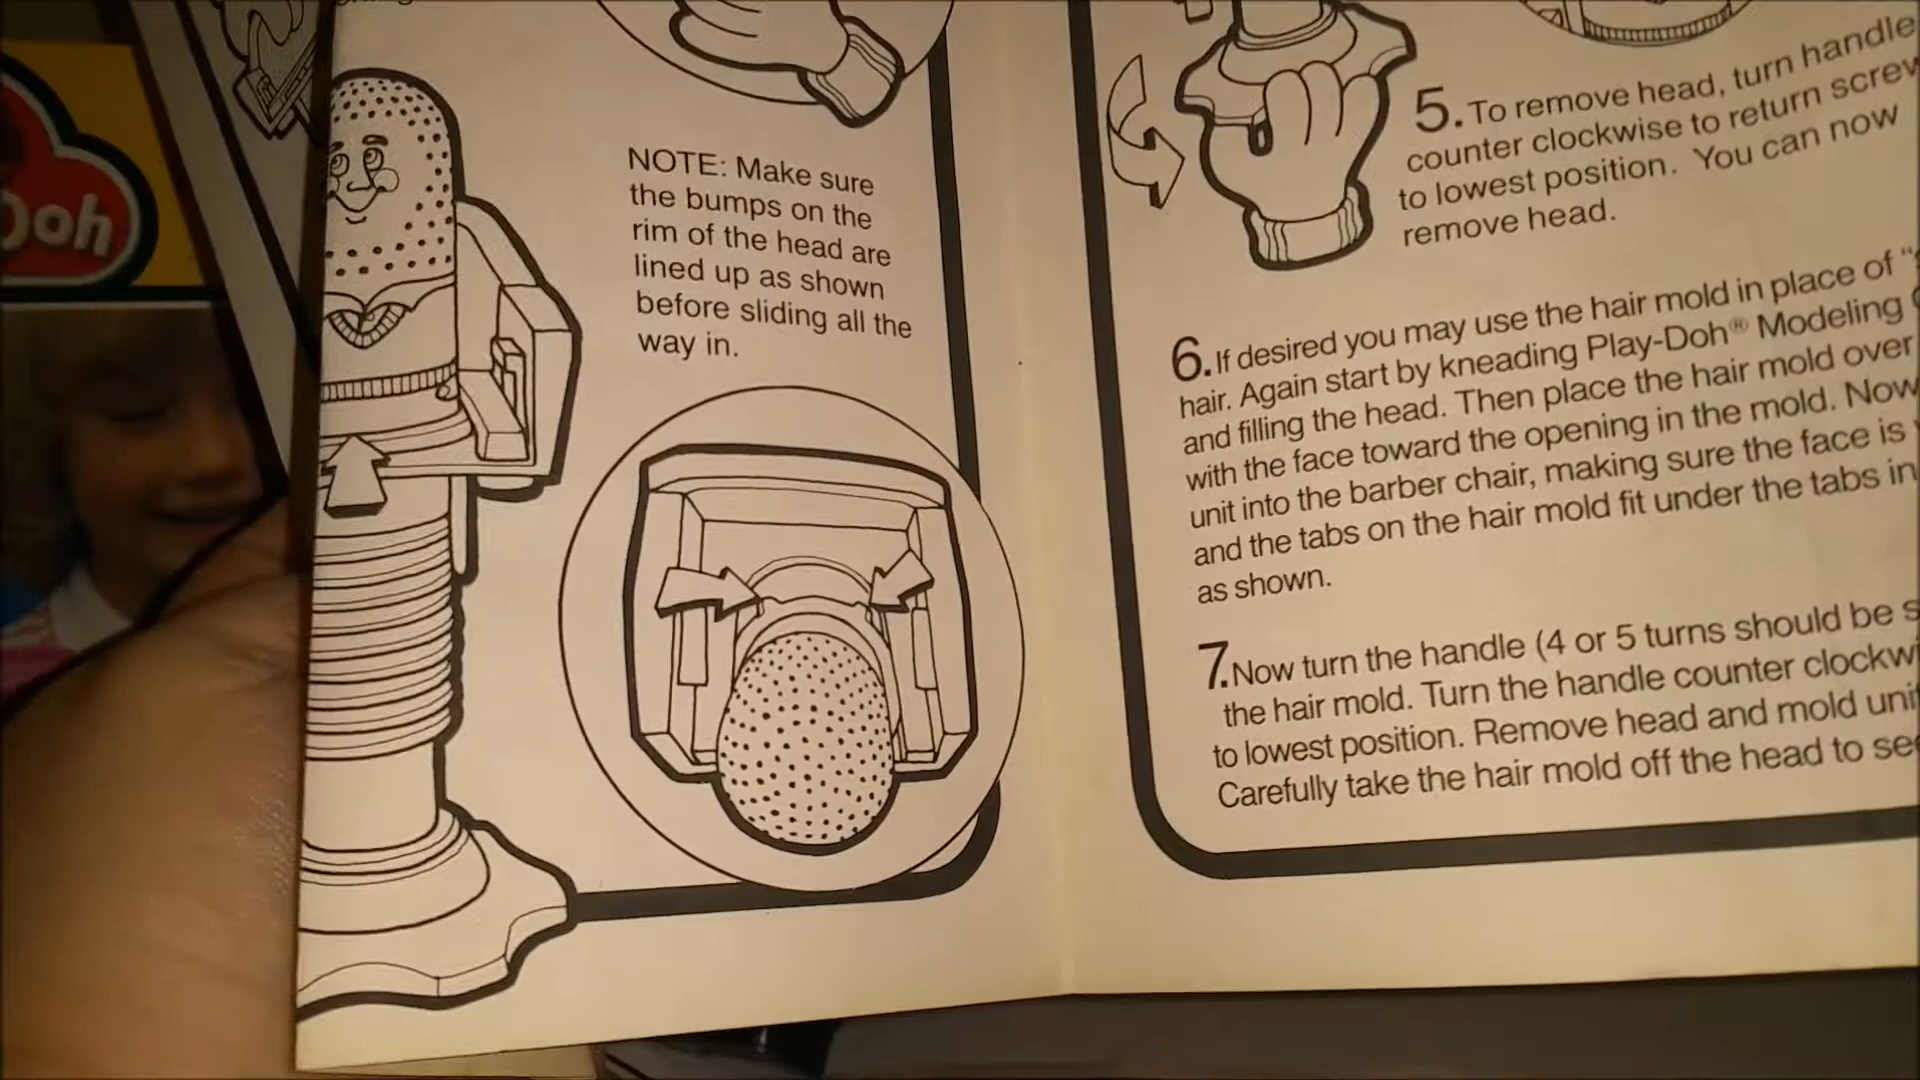 Doh
NOTE: Make sure
the bumps on the
rim of the head are
lined up as shown
before sliding all the
way in.
5. To remove head, turn handle
counter clockwise to return screw
to lowest position. You can now
remove head.
6. If desired you may use the hair mold in place of "
hair. Again start by kneading Play-Doh® Modeling
and filling the head. Then place the hair mold over
with the face toward the opening in the mold. Now
unit into the barber chair, making sure the face is
and the tabs on the hair mold fit under the tabs in
as shown.
7. Now turn the handle (4 or 5 turns should be
the hair mold. Turn the handle counter
to lowest position. Remove head and mold
Carefully take the hair mold off the head to